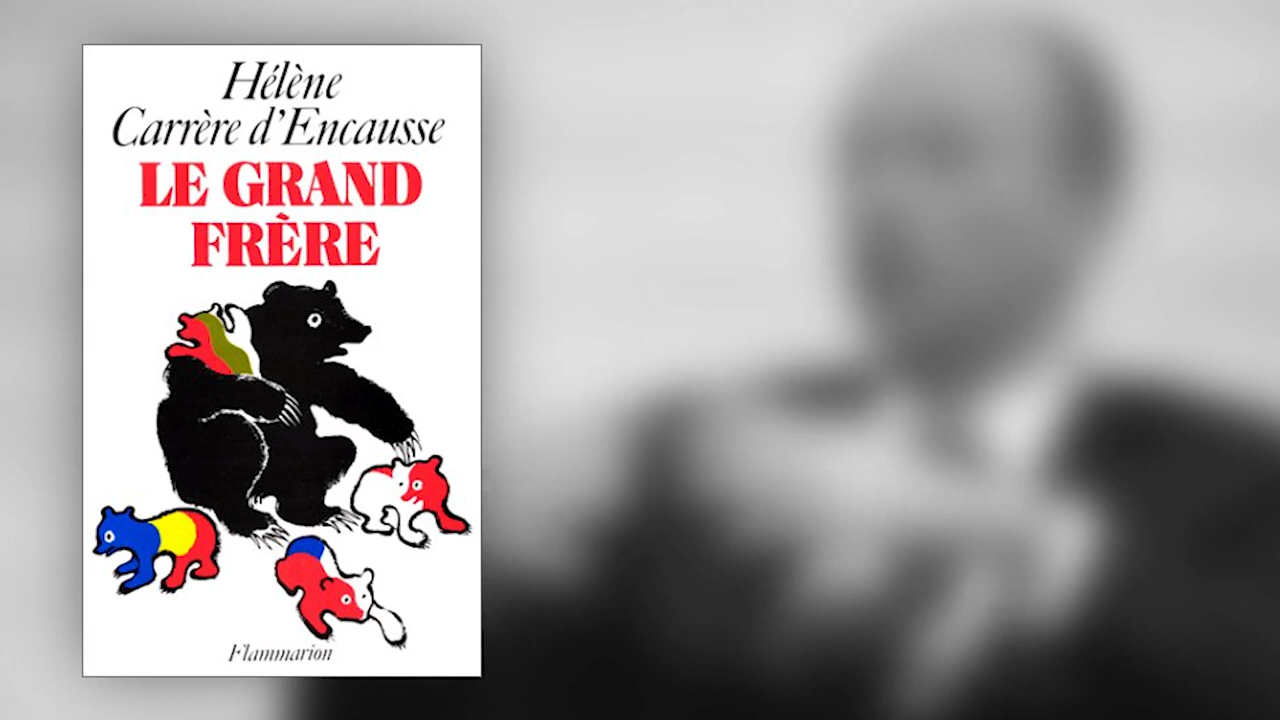 Hélène
Carrère d'Encausse
LE GRAND
FRÈRE
Flammarion